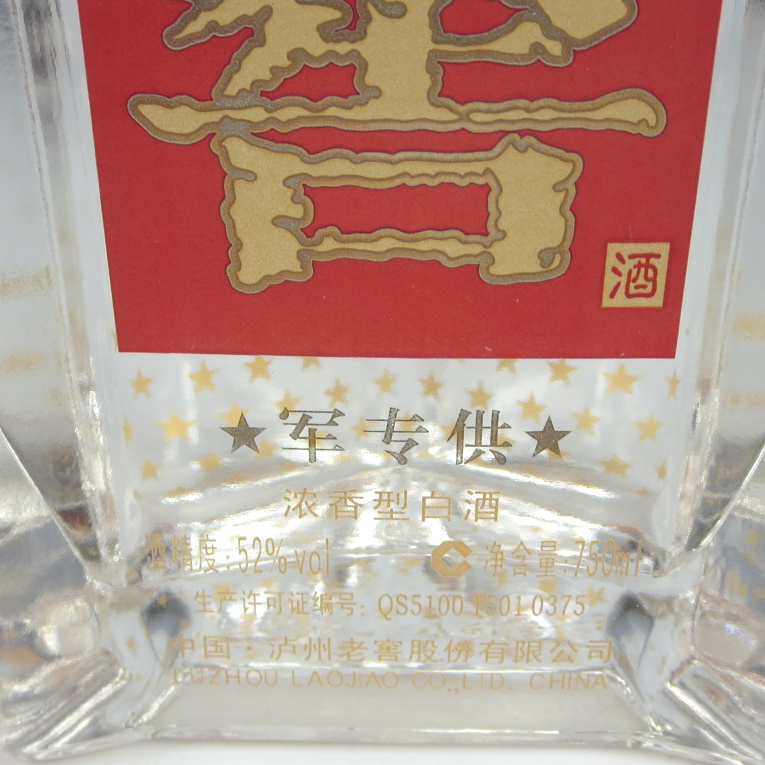 酒
★军专供★
浓香型白酒
酒精度:52%vol C 净含量:750ml
生产许可证编号: QS5100 1501 0375
中国·泸州老窖股份有限公司
LUZHOU LAOJIAO CO.,LTD, CHINA